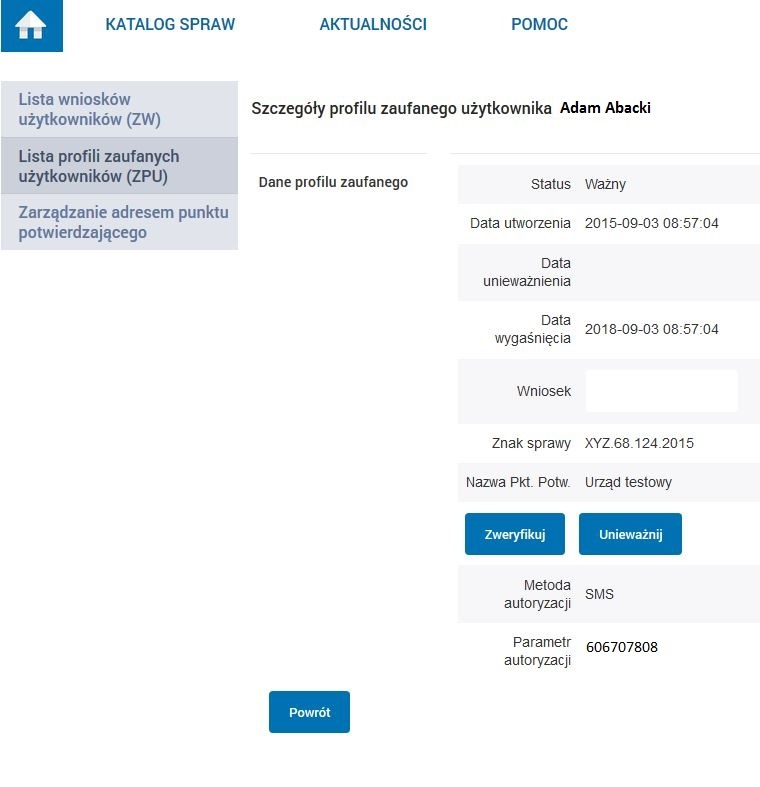 KATALOG SPRAW AKTUALNOŚCI POMOC
Lista wniosków
użytkowników (ZW)
Lista profili zaufanych
użytkowników (ZPU)
Zarządzanie adresem punktu
potwierdzającego
Szczegóły profilu zaufanego użytkownika Adam Abacki
Dane profilu zaufanego
Status Ważny
Data utworzenia 2015-09-03 08:57:04
Data
unieważnienia
Data
wygaśnięcia 2018-09-03 08:57:04
Wniosek
Znak sprawy XYZ.68.124.2015
Nazwa Pkt. Potw. Urząd testowy
Zweryfikuj Unieważnij
Metoda
autoryzacji SMS
Parametr
autoryzacji 606707808
Powrót